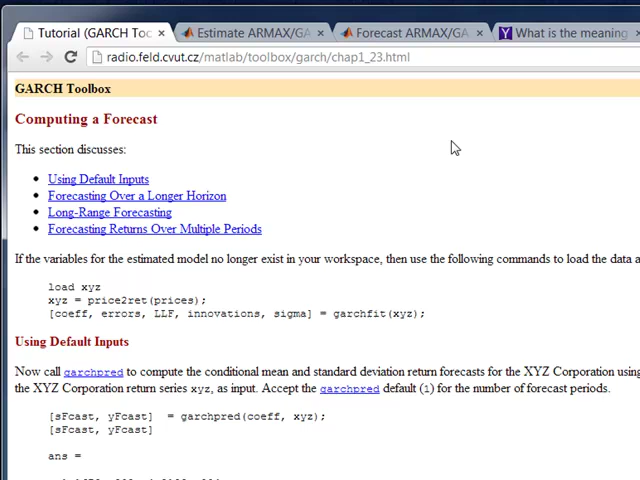 Tutorial (GARCH Too
Estimate ARMAX/GA
Forecast ARMAX/GA
What is the meaning
radio.feld.cvut.cz/matlab/toolbox/garch/chap1_23.html
GARCH Toolbox
Computing a Forecast
This section discusses:
Using Default Inputs
Forecasting Over a Longer Horizon
Long-Range Forecasting
Forecasting Returns Over Multiple Periods
If the variables for the estimated model no longer exist in your workspace, then use the following commands to load the data a
load xyz
xyz = price2ret(prices);
[coeff, errors, LLF, innovations, sigma] = garchfit(xyz);
Using Default Inputs
Now call garchpred to compute the conditional mean and standard deviation return forecasts for the XYZ Corporation using
the XYZ Corporation return series xyz, as input. Accept the garchpred default (1) for the number of forecast periods.
[sFcast, yFcast]  = garchpred(coeff, xyz);
[sFcast, yFcast]
ans =